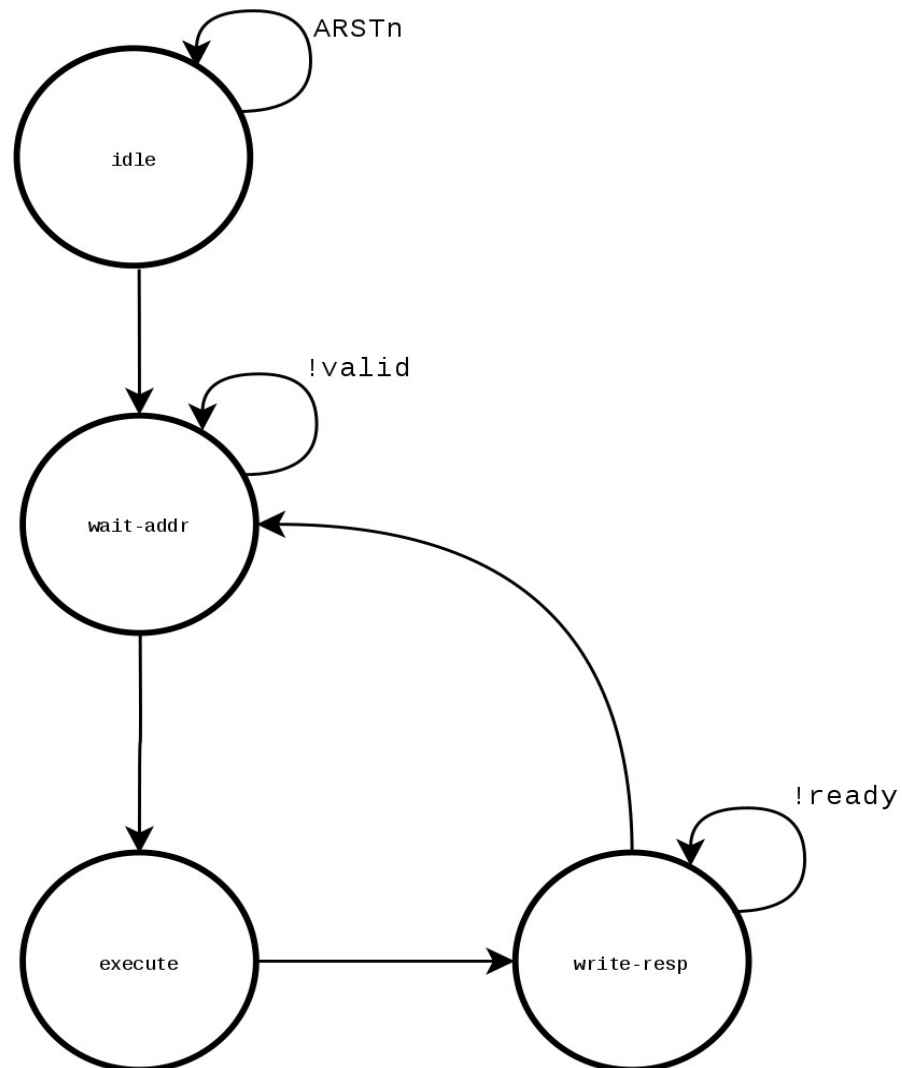 ARSTn
idle
!valid
wait-addr
!ready
execute
write-resp